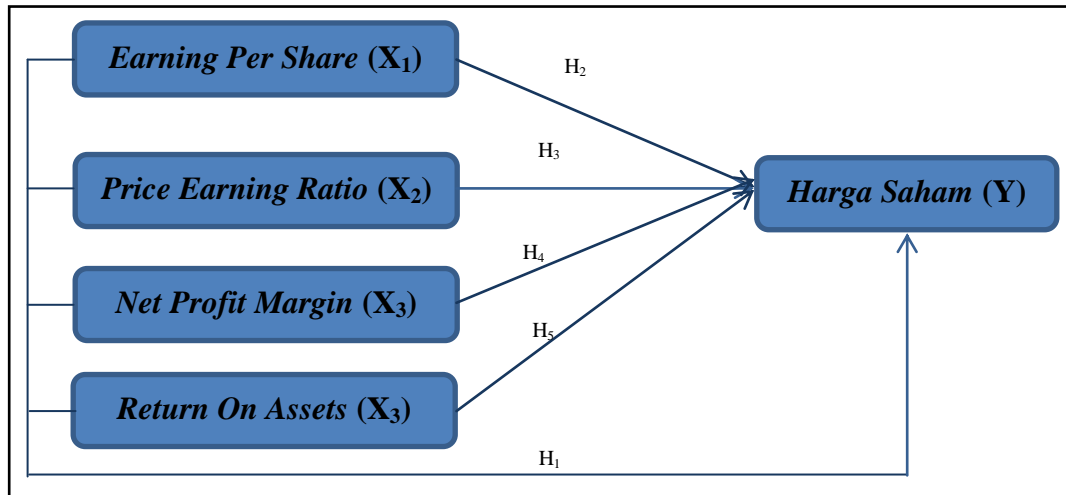 Earning Per Share (X₁)
H₂
H₃
Price Earning Ratio (X₂)
Harga Saham (Y)
H₄
Net Profit Margin (X₃)
H₅
Return On Assets (X₃)
H₁